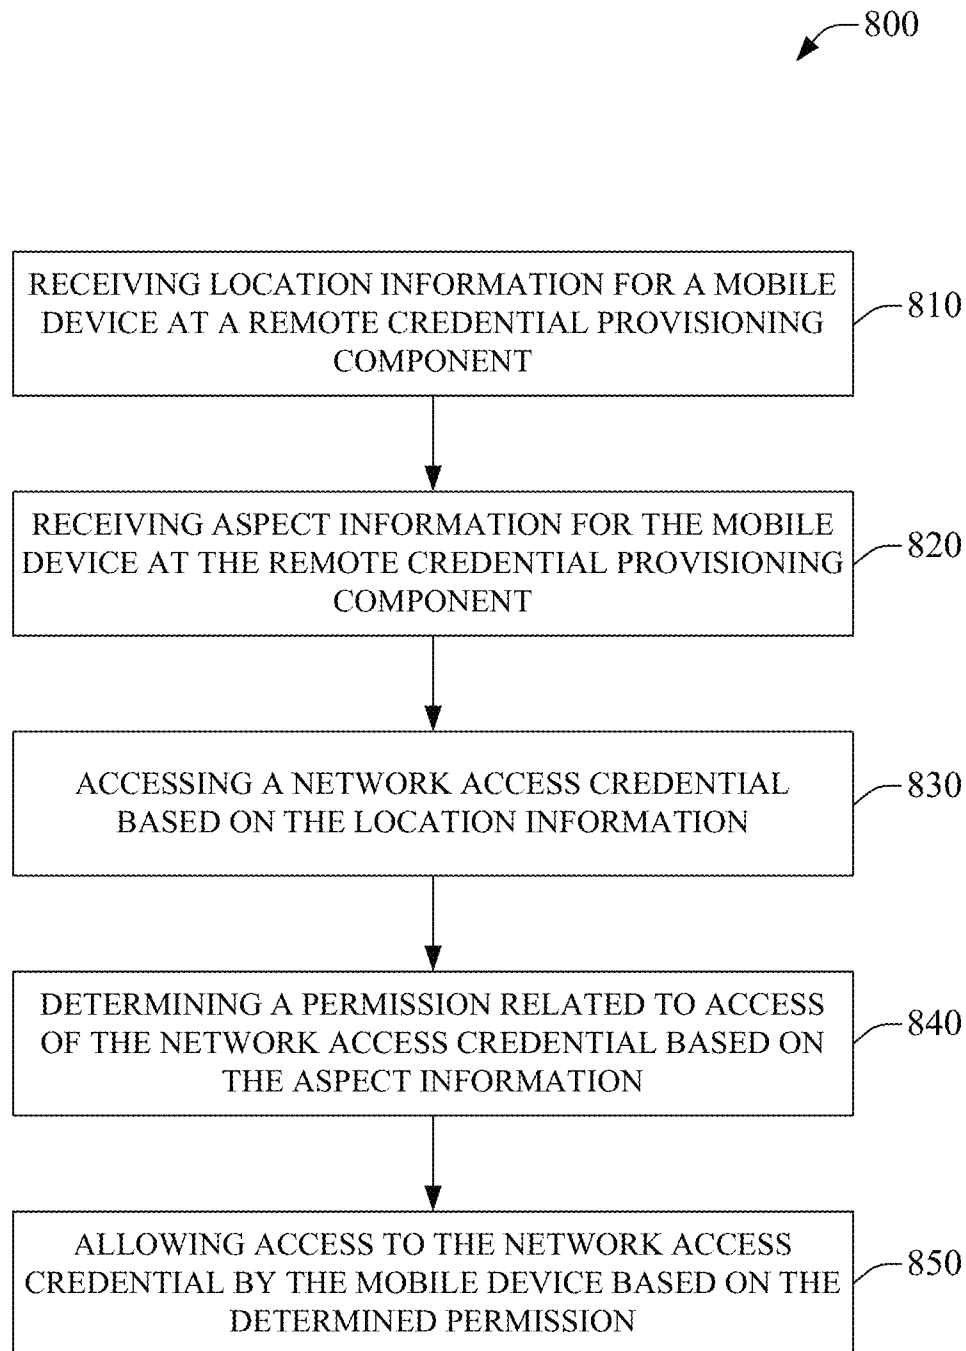 800
RECEIVING LOCATION INFORMATION FOR A MOBILE
DEVICE AT A REMOTE CREDENTIAL PROVISIONING
COMPONENT
810
RECEIVING ASPECT INFORMATION FOR THE MOBILE
DEVICE AT THE REMOTE CREDENTIAL PROVISIONING
COMPONENT
820
ACCESSING A NETWORK ACCESS CREDENTIAL
BASED ON THE LOCATION INFORMATION
830
DETERMINING A PERMISSION RELATED TO ACCESS
OF THE NETWORK ACCESS CREDENTIAL BASED ON
THE ASPECT INFORMATION
840
ALLOWING ACCESS TO THE NETWORK ACCESS
CREDENTIAL BY THE MOBILE DEVICE BASED ON THE
DETERMINED PERMISSION
850